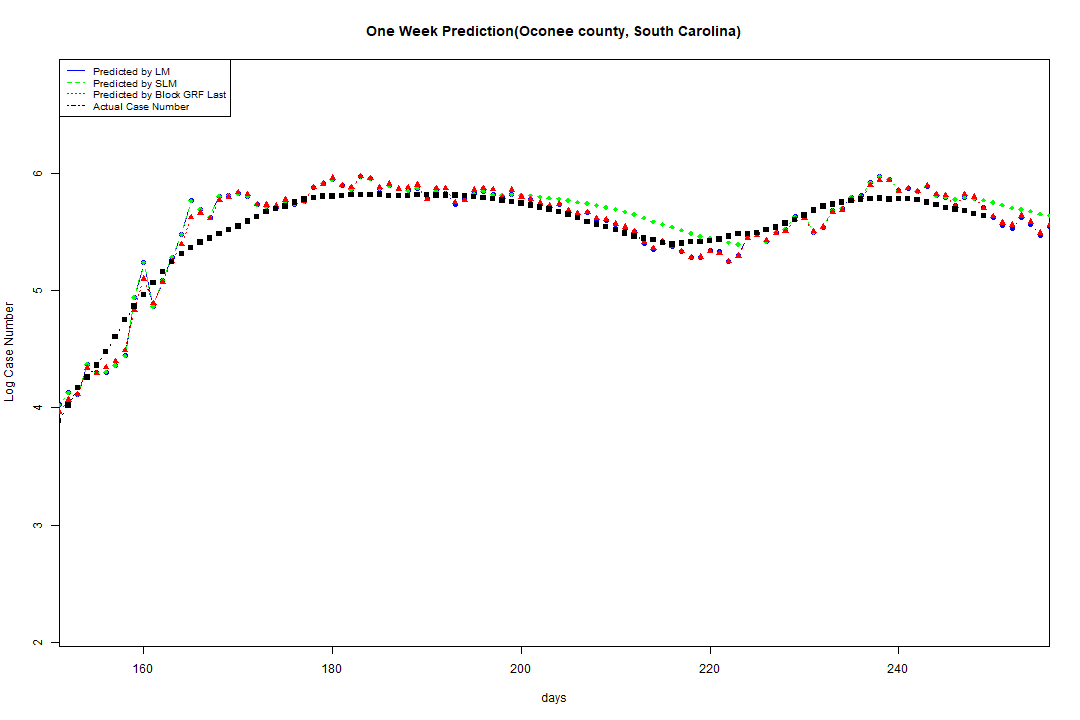 One Week Prediction(Oconee county, South Carolina)
Predicted by LM
Predicted by SLM
Predicted by Block GRF Last
Actual Case Number
6
5
4
3
2
Log Case Number
160 180 200 220 240
days